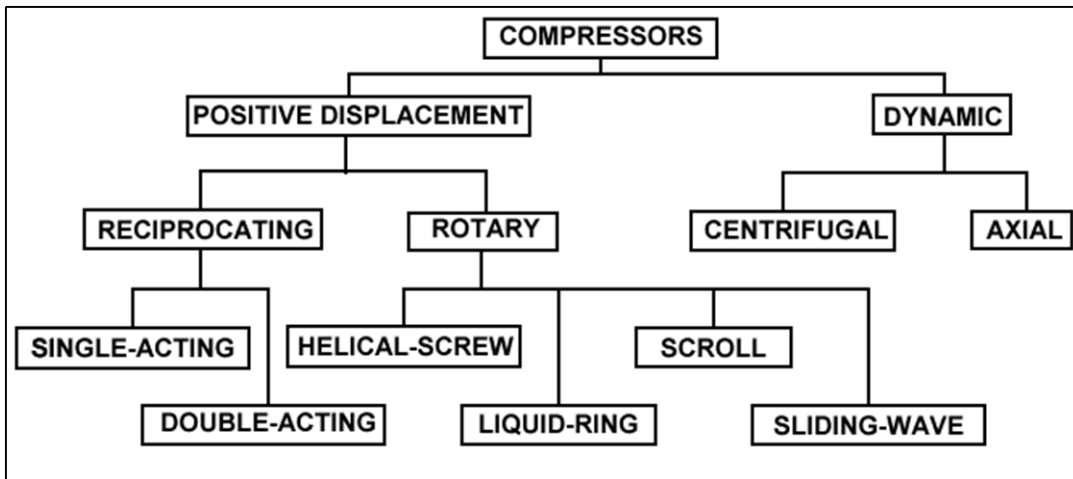 COMPRESSORS
POSITIVE DISPLACEMENT
DYNAMIC
RECIPROCATING
ROTARY
CENTRIFUGAL
AXIAL
SINGLE-ACTING
HELICAL-SCREW
SCROLL
DOUBLE-ACTING
LIQUID-RING
SLIDING-WAVE